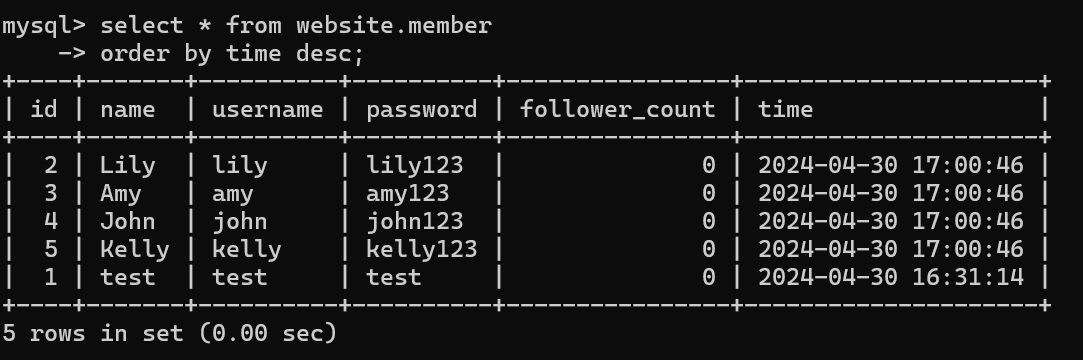 mysql> select * from website.member
    -> order by time desc;
+----+-------+----------+----------+----------------+---------------------+
| id | name  | username | password | follower_count | time                |
+----+-------+----------+----------+----------------+---------------------+
|  2 | Lily  | lily     | lily123  |              0 | 2024-04-30 17:00:46 |
|  3 | Amy   | amy      | amy123   |              0 | 2024-04-30 17:00:46 |
|  4 | John  | john     | john123  |              0 | 2024-04-30 17:00:46 |
|  5 | Kelly | kelly    | kelly123 |              0 | 2024-04-30 17:00:46 |
|  1 | test  | test     | test     |              0 | 2024-04-30 16:31:14 |
+----+-------+----------+----------+----------------+---------------------+
5 rows in set (0.00 sec)